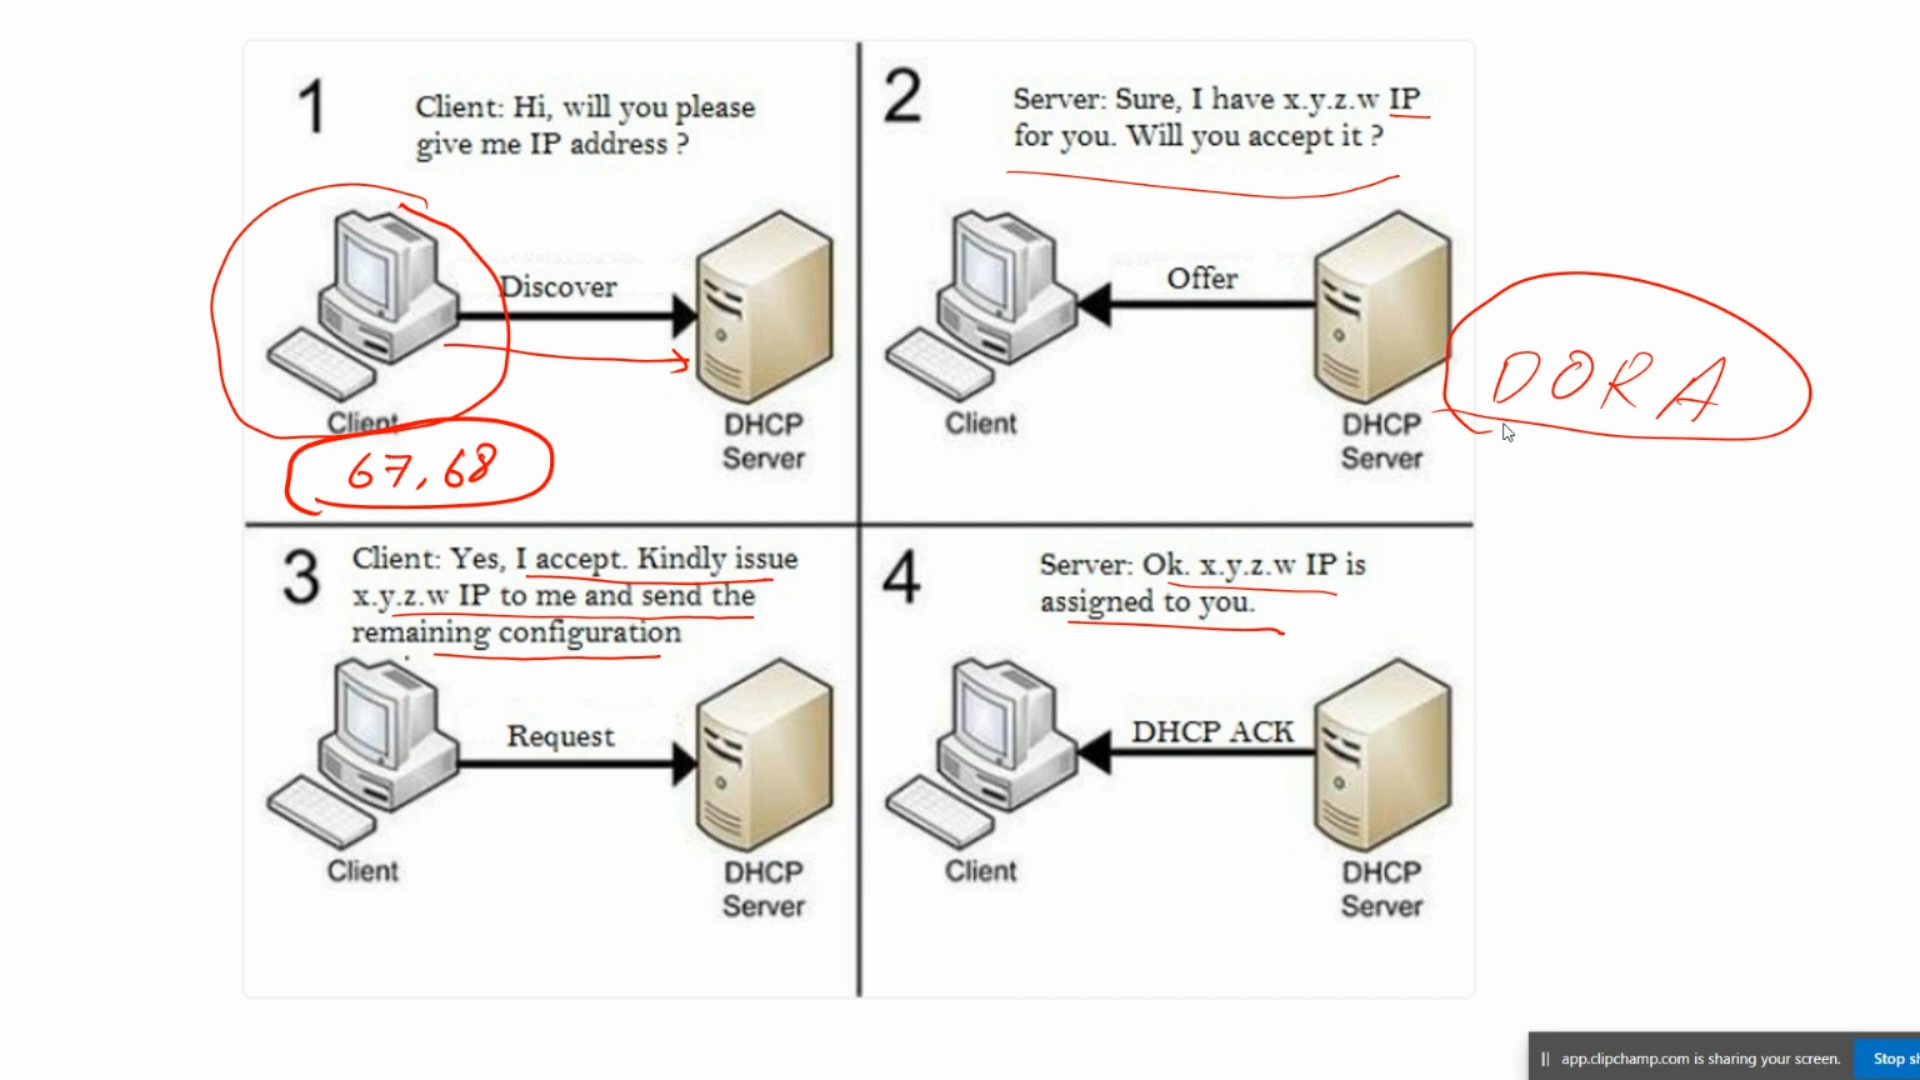 1
Client: Hi, will you please
give me IP address ?
Discover
Client
DHCP
Server
67, 68
2
Server: Sure, I have x.y.z.w IP
for you. Will you accept it ?
Offer
Client
DHCP
Server
DORA
3
Client: Yes, I accept. Kindly issue
x.y.z.w IP to me and send the
remaining configuration
Request
Client
DHCP
Server
4
Server: Ok. x.y.z.w IP is
assigned to you.
DHCP ACK
Client
DHCP
Server
|| app.clipchamp.com is sharing your screen.
Stop sh